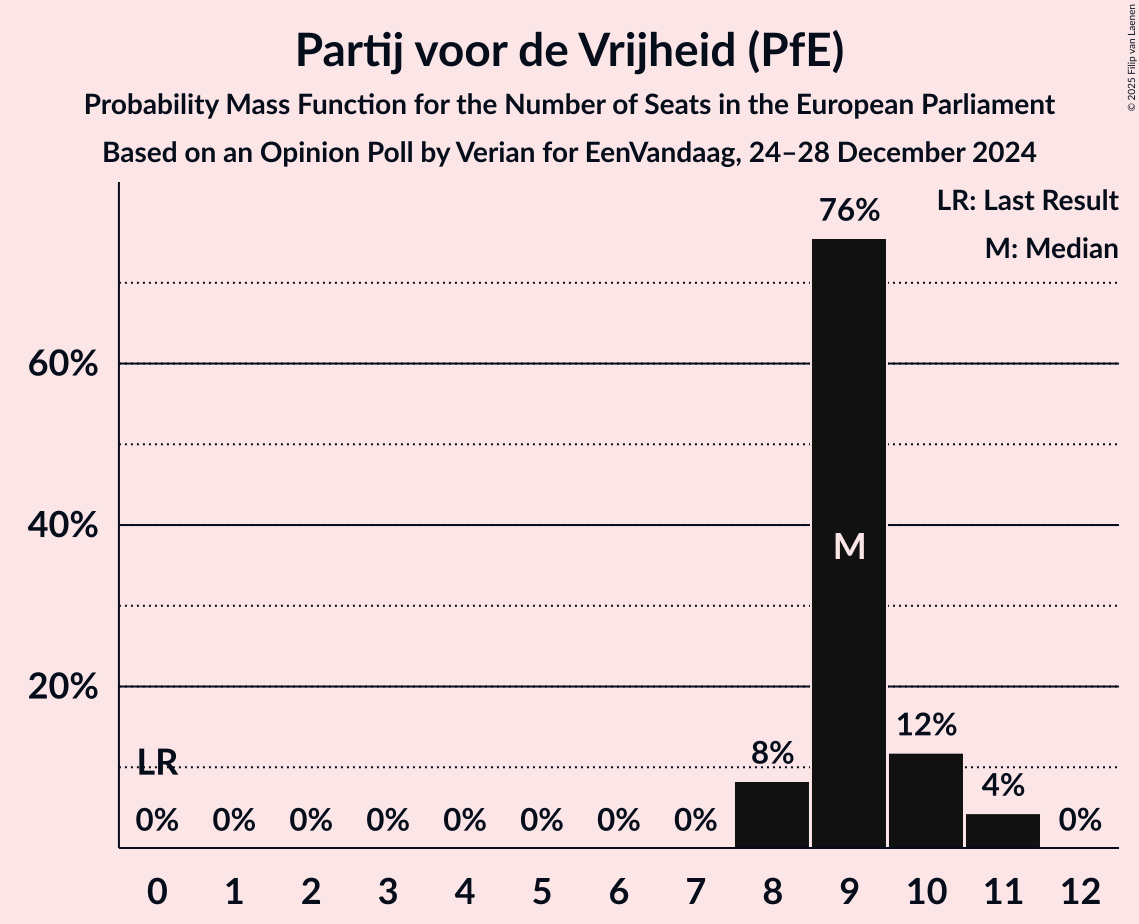 Partij voor de Vrijheid (PfE)
Probability Mass Function for the Number of Seats in the European Parliament
Based on an Opinion Poll by Verian for EenVandaag, 24–28 December 2024
© 2025 Filip van Laenen
LR: Last Result
M: Median
76%
60%
40%
M
20%
12%
8%
LR
4%
0% 0% 0% 0% 0% 0% 0% 0% 0%
0 1 2 3 4 5 6 7 8 9 10 11 12